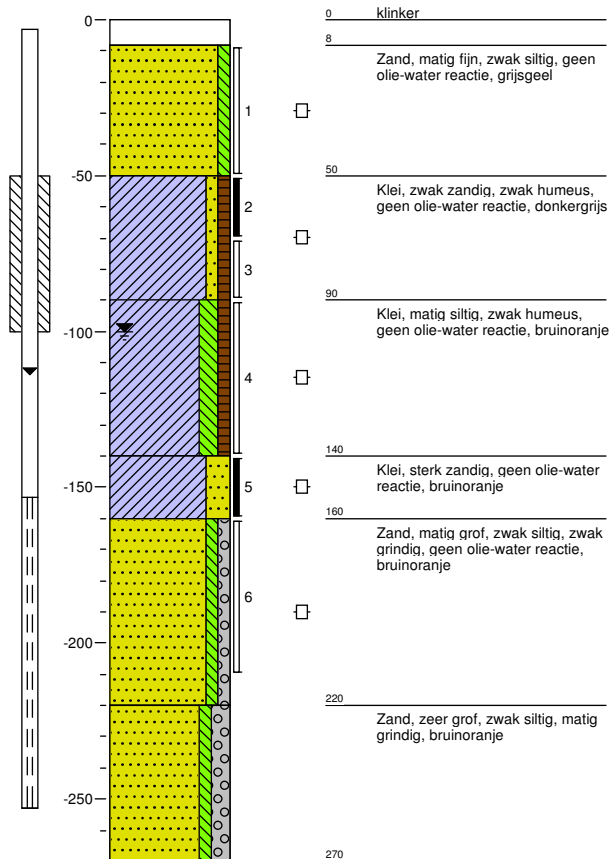 0
0 klinker
8
Zand, matig fijn, zwak siltig, geen
olie-water reactie, grijsgeel
1
-50
50
Klei, zwak zandig, zwak humeus,
geen olie-water reactie, donkergrijs
2
3
90
Klei, matig siltig, zwak humeus,
geen olie-water reactie, bruinoranje
-100
4
140
Klei, sterk zandig, geen olie-water
reactie, bruinoranje
-150
5
160
Zand, matig grof, zwak siltig, zwak
grindig, geen olie-water reactie,
bruinoranje
6
-200
220
Zand, zeer grof, zwak siltig, matig
grindig, bruinoranje
-250
270